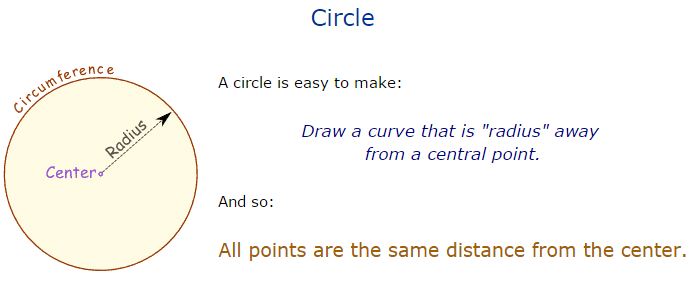 Circle
Circumference
Radius
Center
A circle is easy to make:
Draw a curve that is "radius" away
from a central point.
And so:
All points are the same distance from the center.